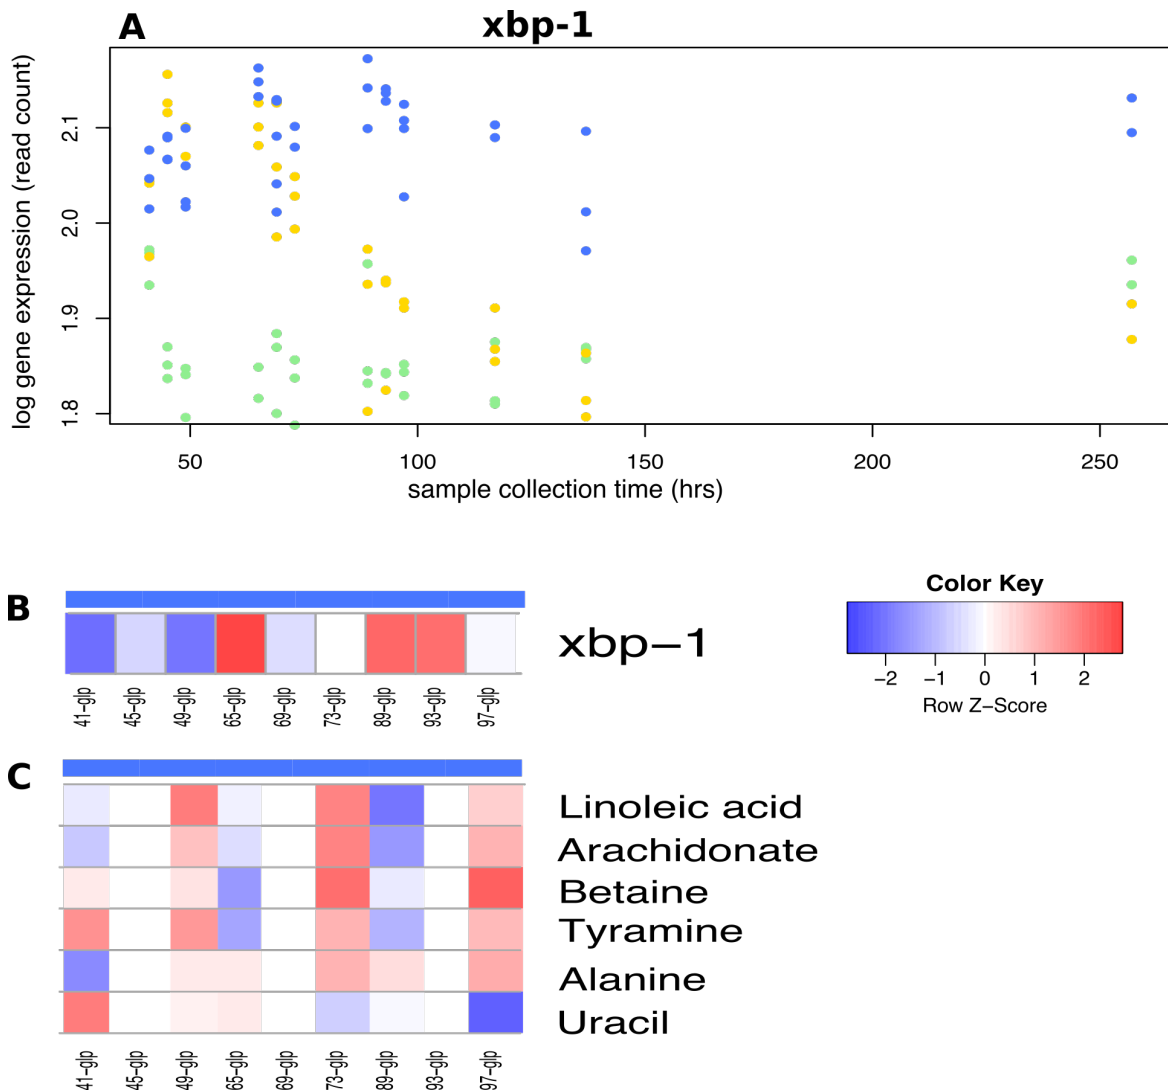 A xbp-1
log gene expression (read count)
2.1
2.0
1.9
1.8
50 100 150 200 250
sample collection time (hrs)
B
xbp−1
41−glp 45−glp 49−glp 65−glp 69−glp 73−glp 89−glp 93−glp 97−glp
Color Key
−2 −1 0 1 2
Row Z−Score
C
Linoleic acid
Arachidonate
Betaine
Tyramine
Alanine
Uracil
41−glp 45−glp 49−glp 65−glp 69−glp 73−glp 89−glp 93−glp 97−glp